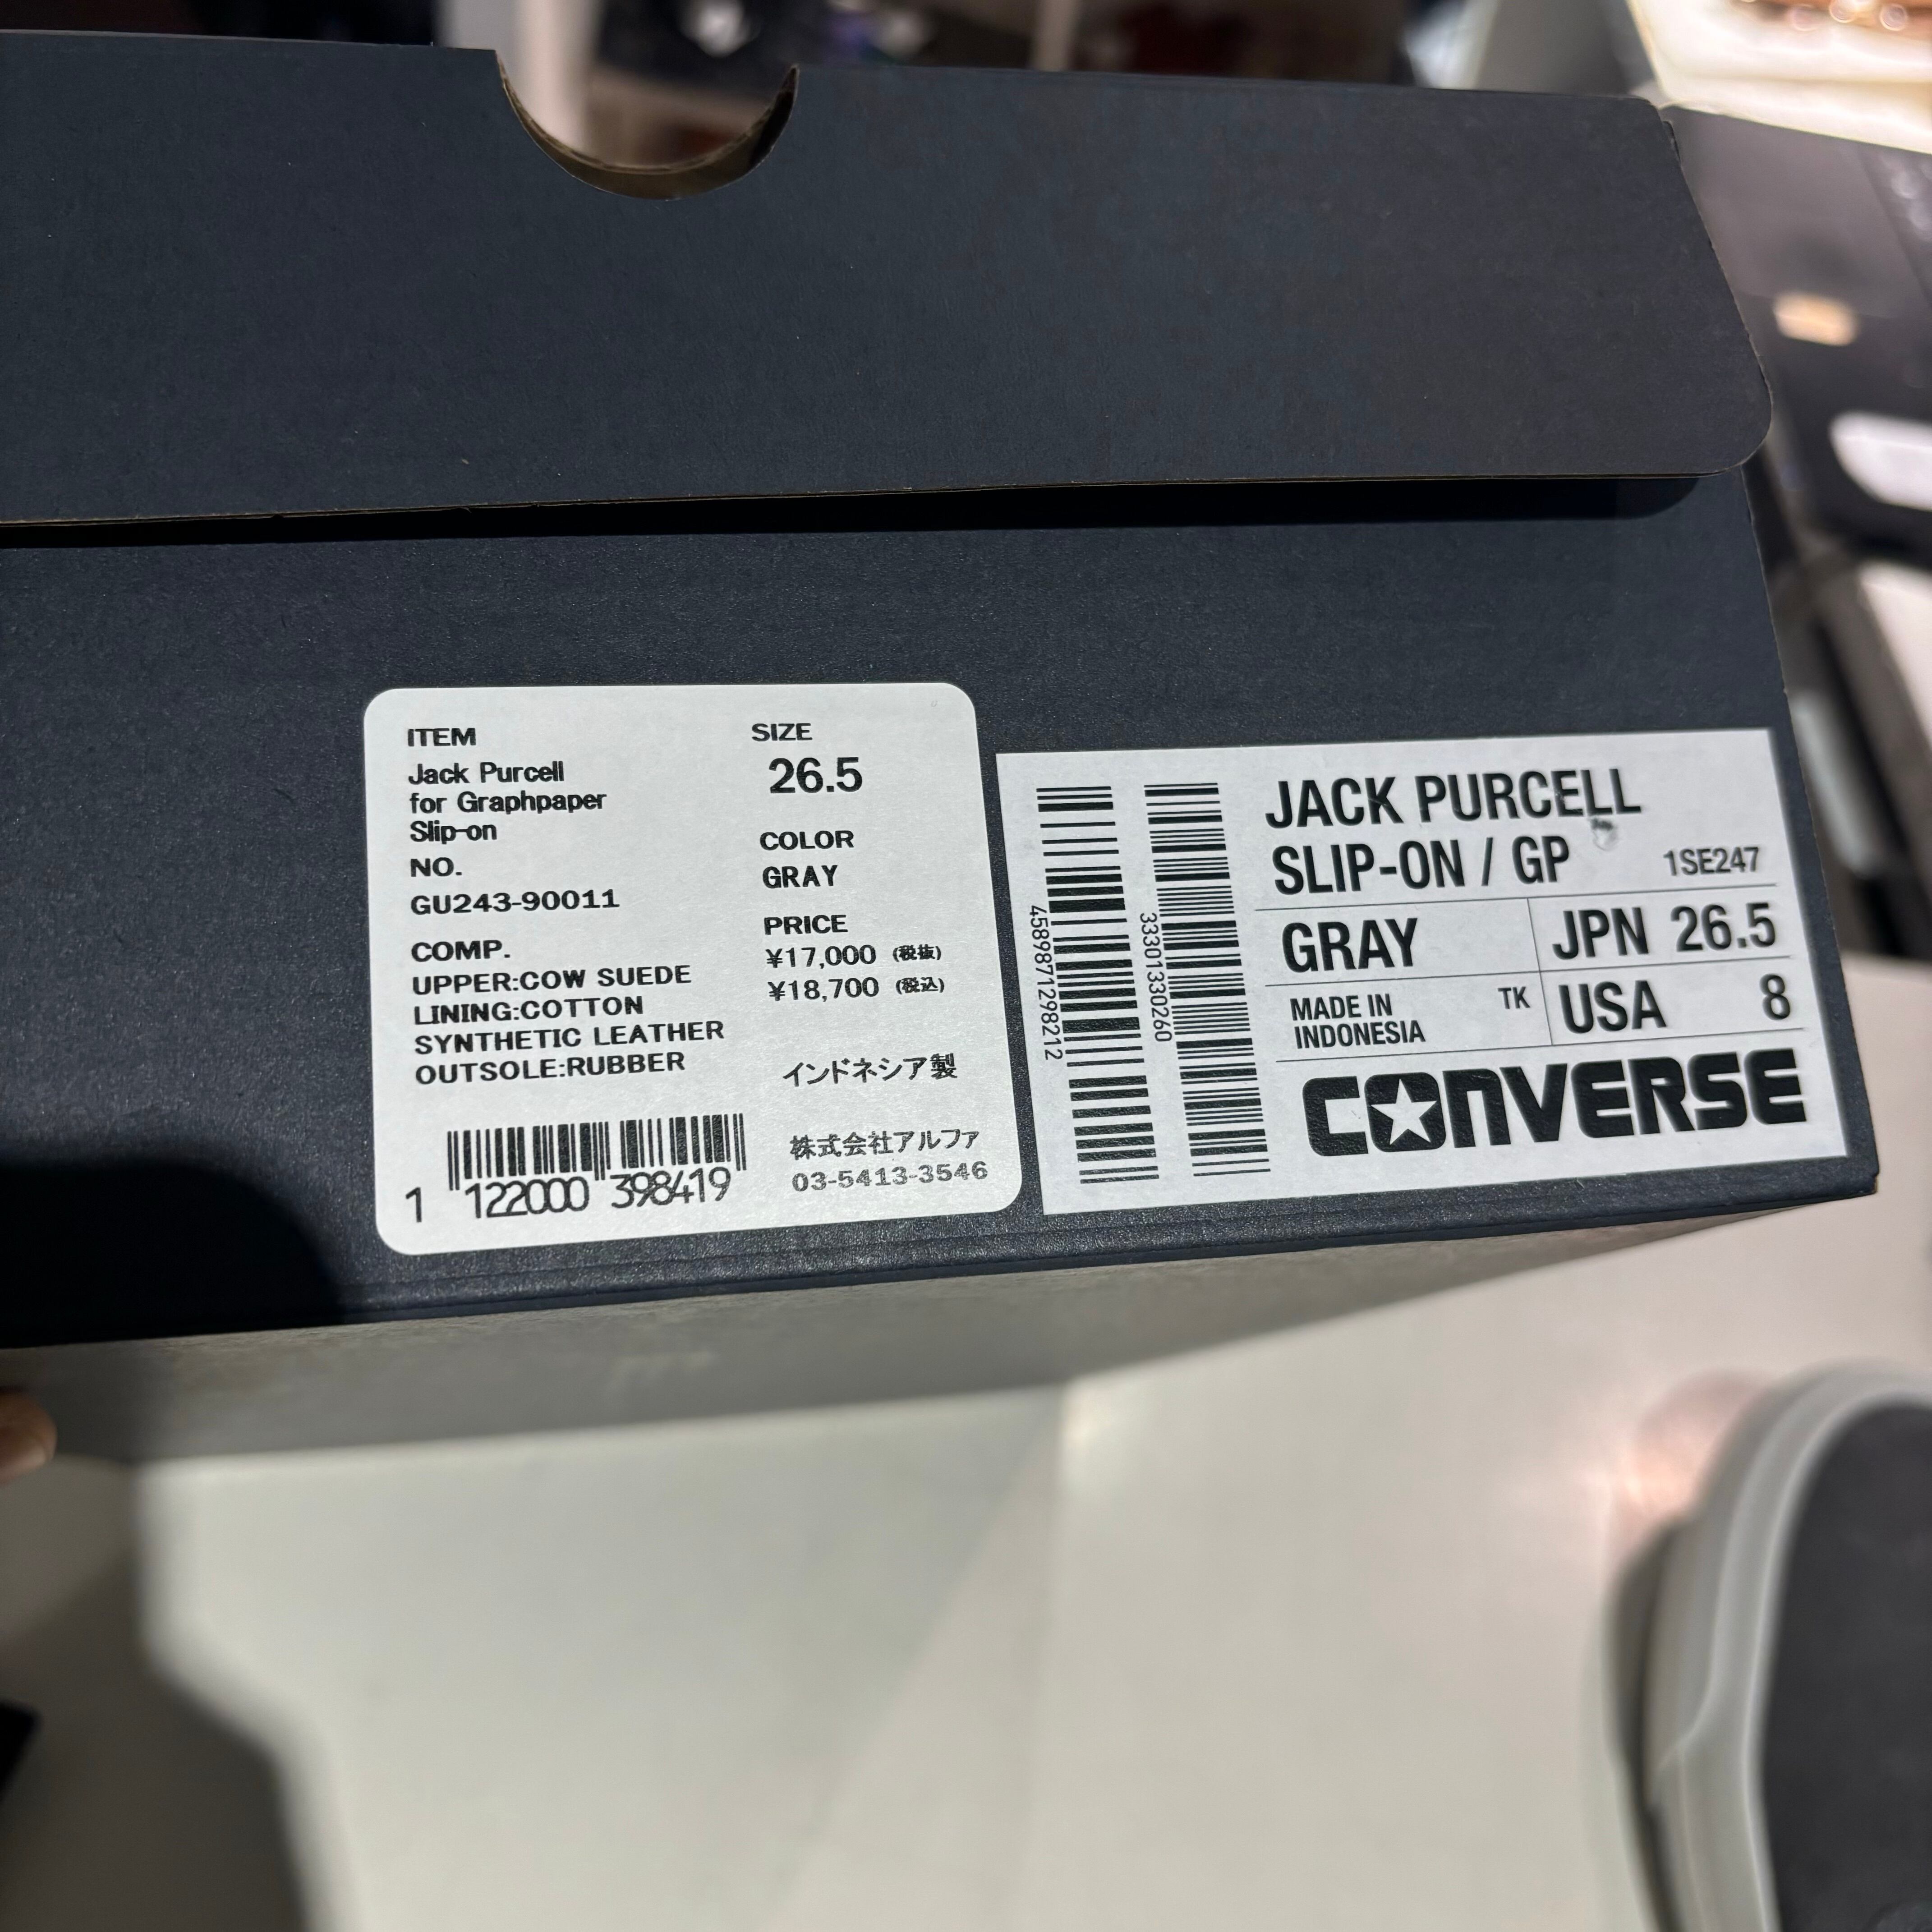 ITEM
Jack Purcell
for Graphpaper
Slip-on
NO.
GU243-90011
COMP.
UPPER:COW SUEDE
LINING:COTTON
SYNTHETIC LEATHER
OUTSOLE:RUBBER
1 122000 398419
SIZE
26.5
COLOR
GRAY
PRICE
¥17,000 (税抜)
¥18,700 (税込)
インドネシア製
株式会社アルファ
03-5413-3546
4589871298212
3330133026​0
JACK PURCELL
SLIP-ON / GP 1SE247
GRAY
JPN 26.5
MADE IN
INDONESIA
TK
USA 8
CONVERSE